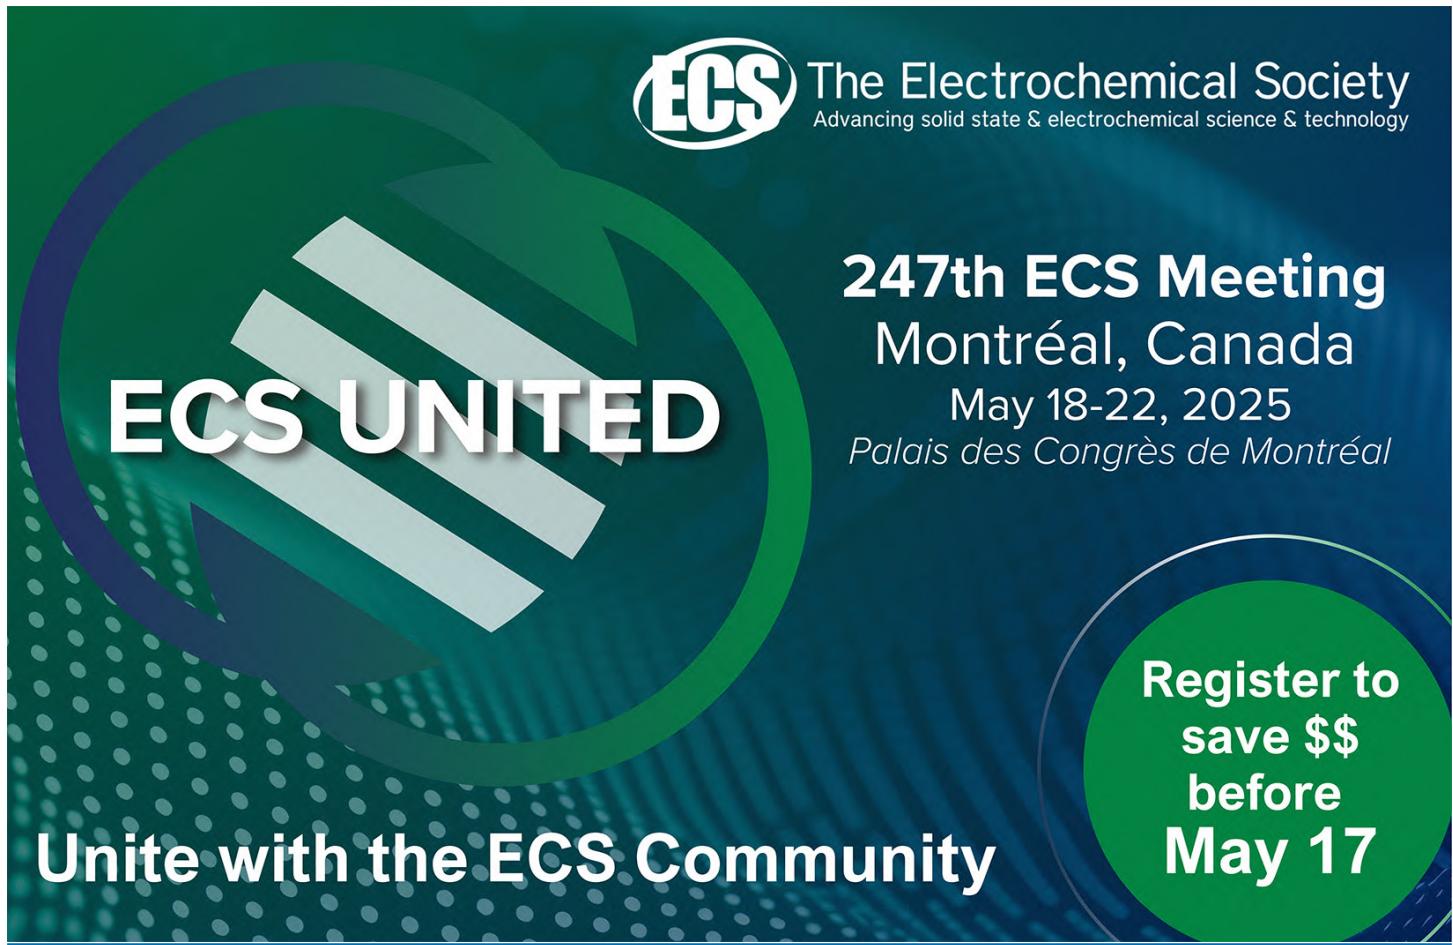 ECS The Electrochemical Society
Advancing solid state & electrochemical science & technology
247th ECS Meeting
Montréal, Canada
May 18-22, 2025
Palais des Congrès de Montréal
ECS UNITED
Register to
save $$
before
May 17
Unite with the ECS Community